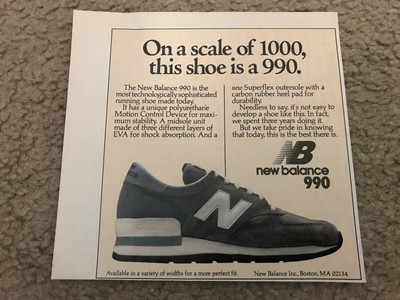 On a scale of 1000,
this shoe is a 990.
The New Balance 990 is the
most technologically sophisticated
running shoe made today.
It has a unique polyurethane
Motion Control Device for maxi-
mum stability. A midsole unit
made of three different layers of
EVA for shock absorption. And a
Superflex outersole with a
carbon rubber heel pad for
durability.
Needless to say, it's not easy to
develop a shoe like this. In fact,
we spent three years doing it.
But we take pride in knowing
that today, this is the best there is.
NB
new balance
990
N
Available in a variety of widths for a more perfect fit.
New Balance Inc., Boston, MA 02134